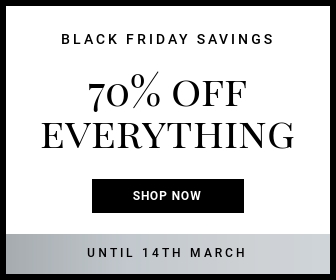 BLACK FRIDAY SAVINGS
70% OFF
EVERYTHING
SHOP NOW
UNTIL 14TH MARCH